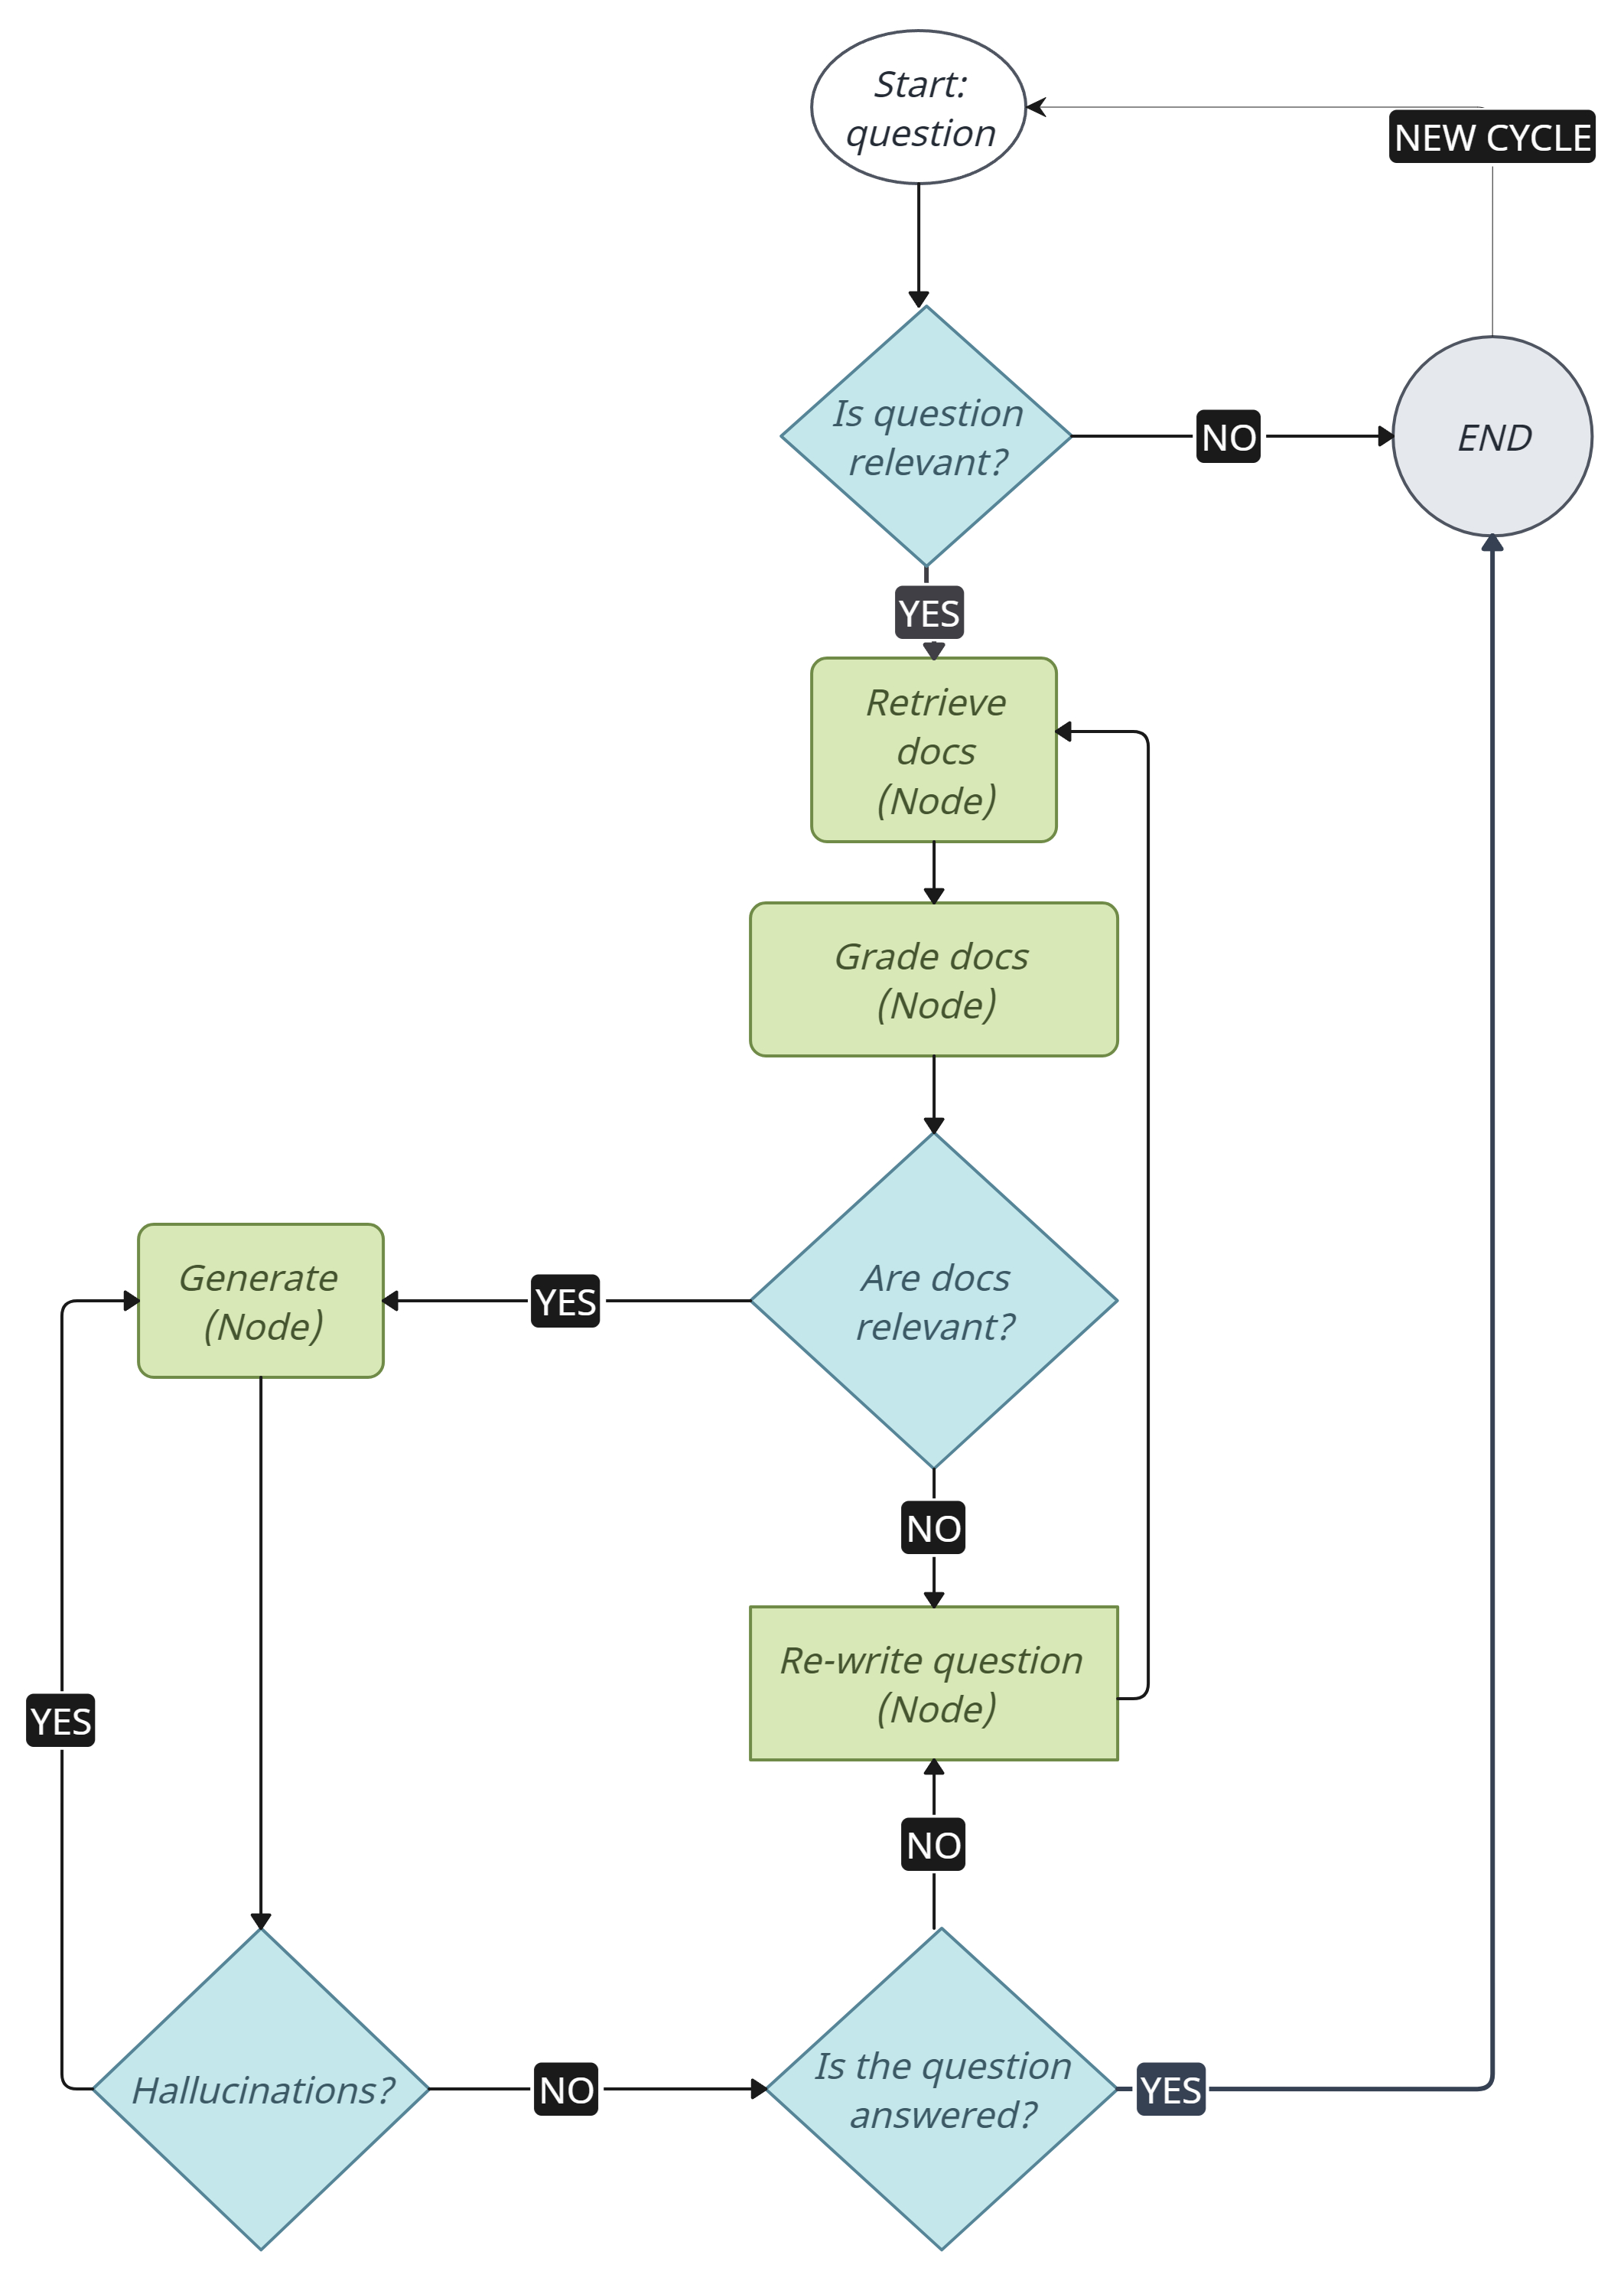 Start:
question
NEW CYCLE
Is question
relevant?
NO
END
YES
Retrieve
docs
(Node)
Grade docs
(Node)
Generate
(Node)
YES
Are docs
relevant?
NO
Re-write question
(Node)
YES
NO
Hallucinations?
NO
Is the question
answered?
YES